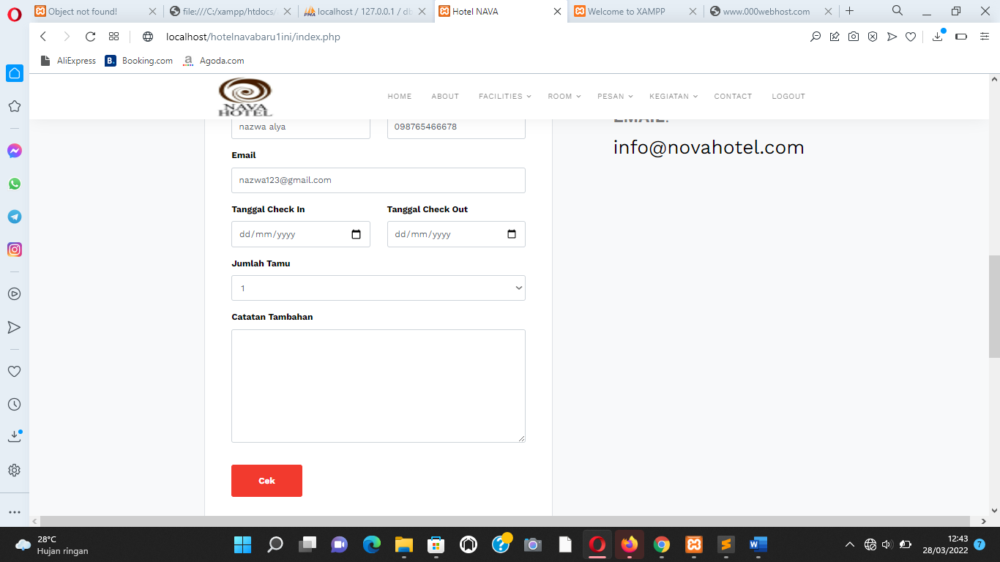 Object not found!
file:///C:/xampp/htdocs/
localhost / 127.0.0.1 / db
Hotel NAVA
Welcome to XAMPP
www.000webhost.com
localhost/hotelnavabaru1ini/index.php
AliExpress
B.
Booking.com
a
Agoda.com
NAVA
HOTEL
HOME
ABOUT
FACILITIES
ROOM
PESAN
KEGIATAN
CONTACT
LOGOUT
EMAIL:
nazwa alya
098765466678
info@novahotel.com
Email
nazwa123@gmail.com
Tanggal Check In
Tanggal Check Out
dd/mm/yyyy
dd/mm/yyyy
Jumlah Tamu
1
Catatan Tambahan
Cek
28°C
Hujan ringan
12:43
28/03/2022
7